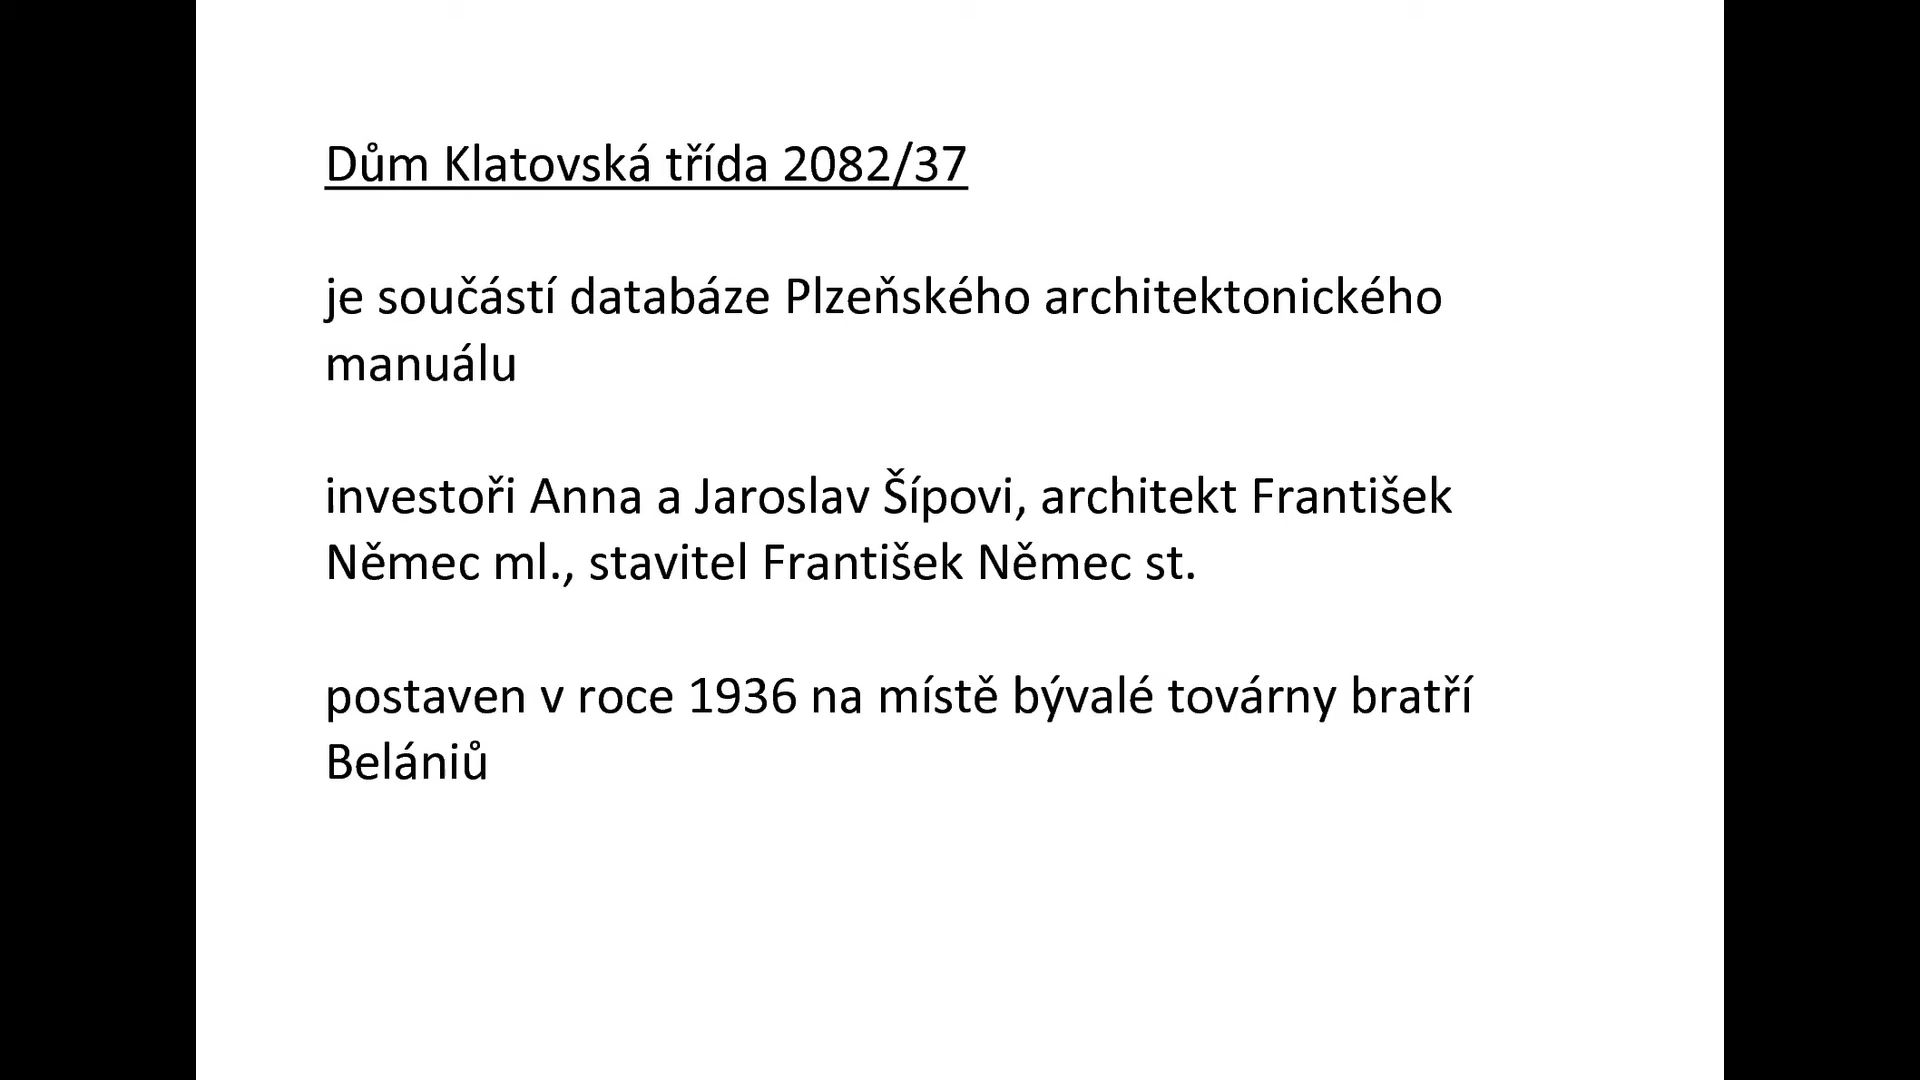 Dům Klatovská třída 2082/37
je součástí databáze Plzeňského architektonického
manuálu
investoři Anna a Jaroslav Šípovi, architekt František
Němec ml., stavitel František Němec st.
postaven v roce 1936 na místě bývalé továrny bratří
Belániů